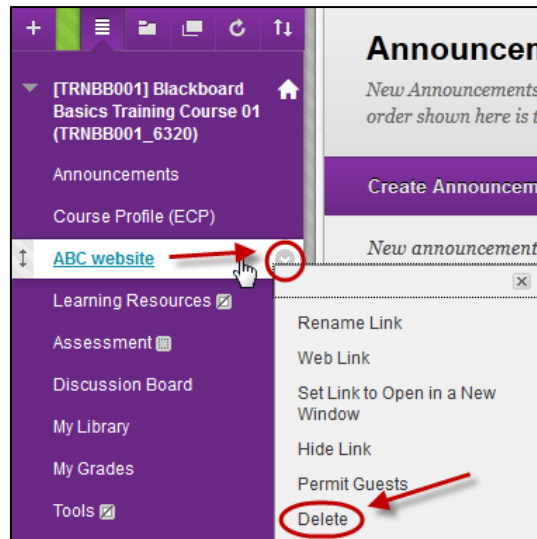 [TRNBB001] Blackboard
Basics Training Course 01
(TRNBB001_6320)
Announcements
Course Profile (ECP)
ABC website
Learning Resources
Assessment
Discussion Board
My Library
My Grades
Tools
New Announcements
order shown here is
Create
New announcement
Rename Link
Web Link
Set Link to Open in a New
Window
Hide Link
Permit Guests
Delete